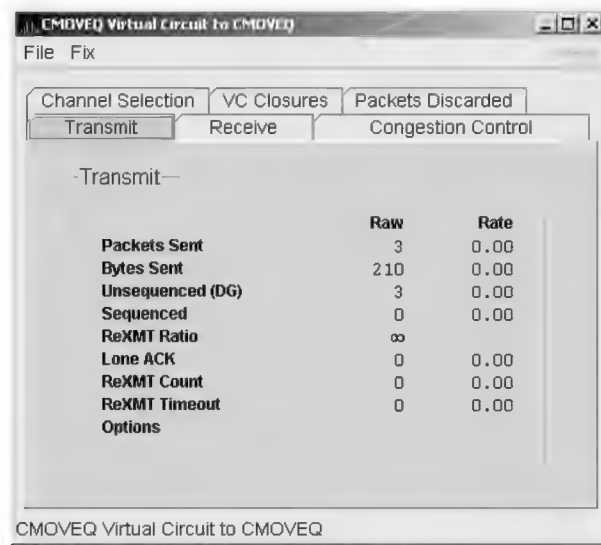 CMOVEQ Virtual Circuit to CMOVEQ
File Fix
Channel Selection VC Closures Packets Discarded
Transmit Receive Congestion Control
Transmit
Raw Rate
Packets Sent 3 0.00
Bytes Sent 210 0.00
Unsequenced (DG) 3 0.00
Sequenced 0 0.00
ReXMT Ratio ∞
Lone ACK 0 0.00
ReXMT Count 0 0.00
ReXMT Timeout 0 0.00
Options
CMOVEQ Virtual Circuit to CMOVEQ